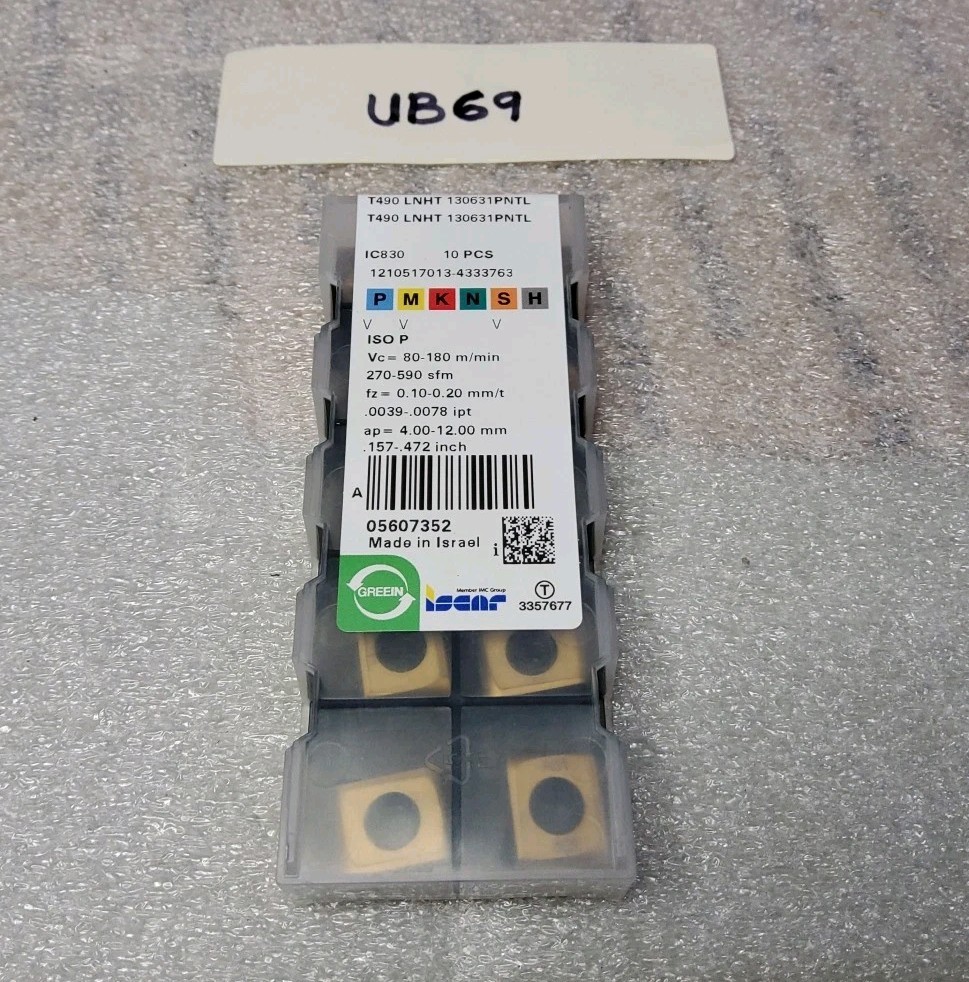 UB69
T490 LNHT 130631PNTL
T490 LNHT 130631PNTL
IC830 10 PCS
1210517013-4333763
P M K N S H
V V V
ISO P
Vc= 80-180 m/min
270-590 sfm
fz= 0.10-0.20 mm/t
.0039-.0078 ipt
ap= 4.00-12.00 mm
.157-.472 inch
A
05607352
Made in Israel i
GREEIN
Member IMC Group
iscar
T
3357677